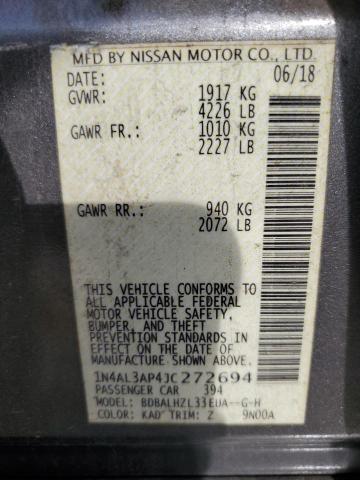 MFD BY NISSAN MOTOR CO., LTD.
DATE: 06/18
GVWR: 1917 KG
4226 LB
GAWR FR.: 1010 KG
2227 LB
GAWR RR.: 940 KG
2072 LB
THIS VEHICLE CONFORMS TO
ALL APPLICABLE FEDERAL
MOTOR VEHICLE SAFETY,
BUMPER, AND THEFT
PREVENTION STANDARDS IN
EFFECT ON THE DATE OF
MANUFACTURE SHOWN ABOVE.
1N4AL3AP4JC272694
PASSENGER CAR 394
MODEL: BDBALHZL33EUA--G-H
COLOR: KAD TRIM: Z 9N00A